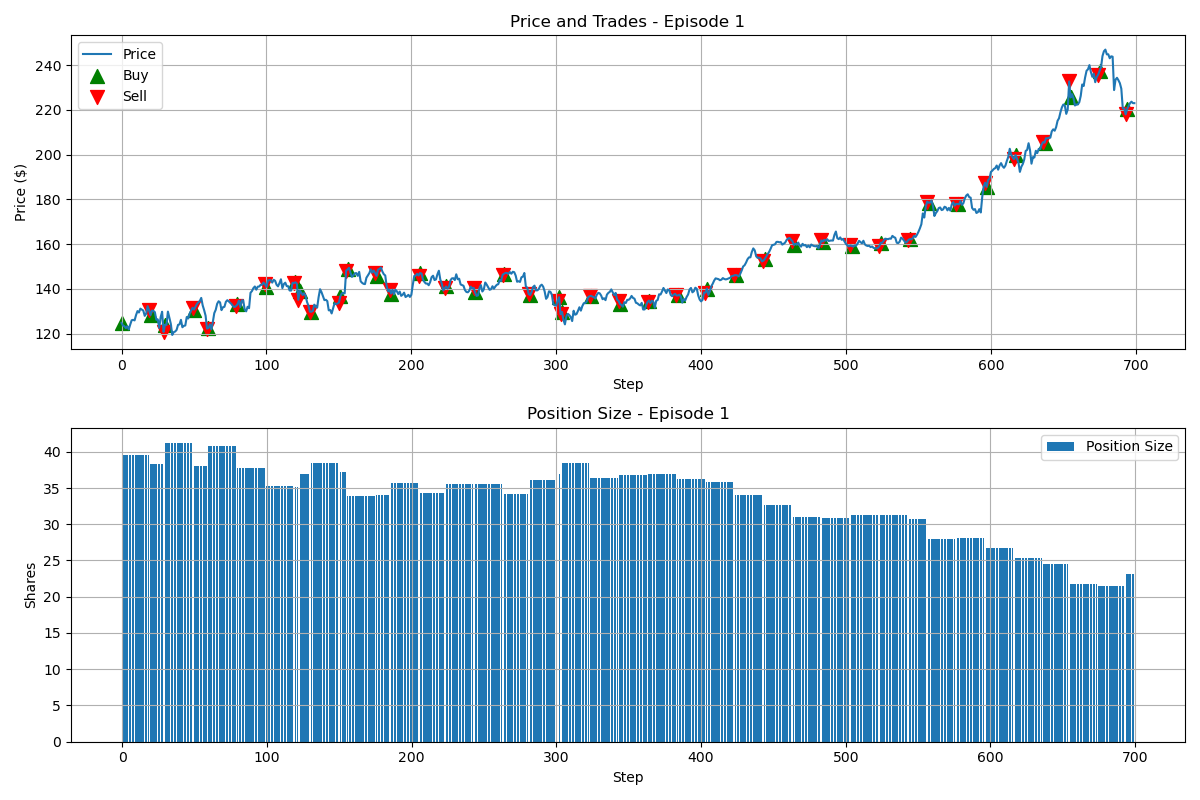 Price and Trades - Episode 1
Price ($)
240
220
200
180
160
140
120
Price
Buy
Sell
0 100 200 300 400 500 600 700
Step
Position Size - Episode 1
Shares
40
35
30
25
20
15
10
5
0
Position Size
0 100 200 300 400 500 600 700
Step